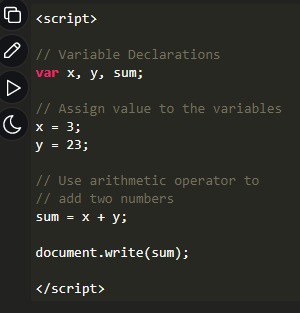 <script>
// Variable Declarations
var x, y, sum;
// Assign value to the variables
x = 3;
y = 23;
// Use arithmetic operator to
// add two numbers
sum = x + y;
document.write(sum);
</script>